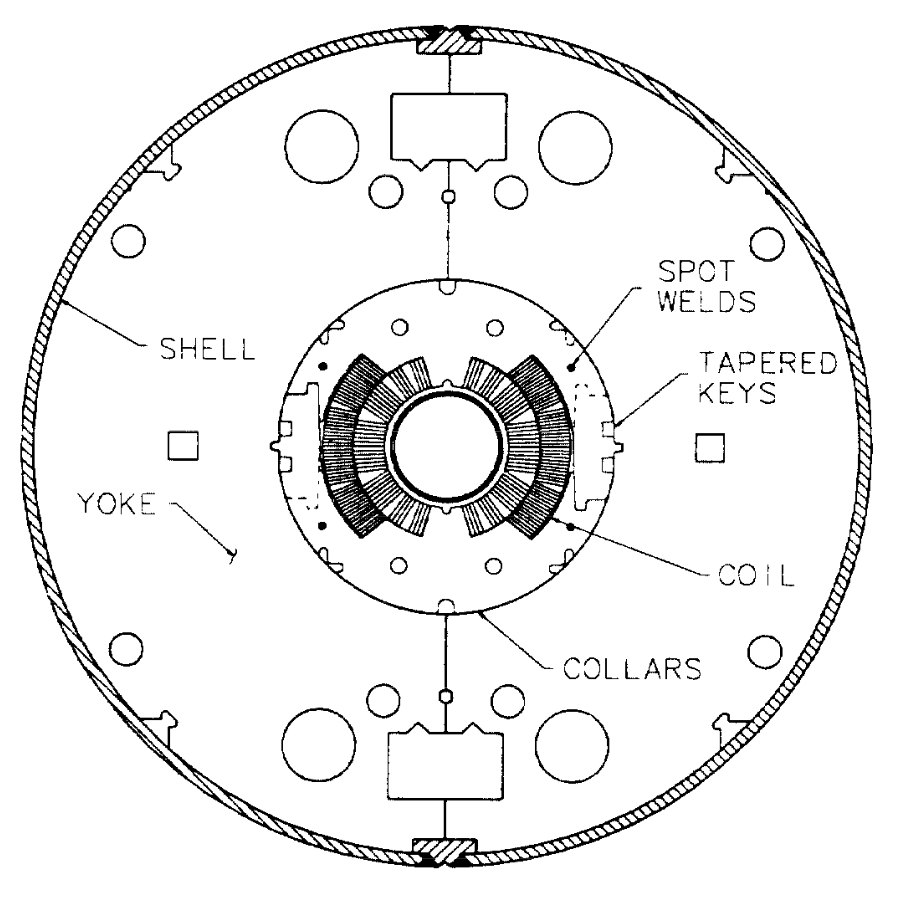 SPOT
WELDS
SHELL
TAPERED
KEYS
YOKE
COIL
COLLARS